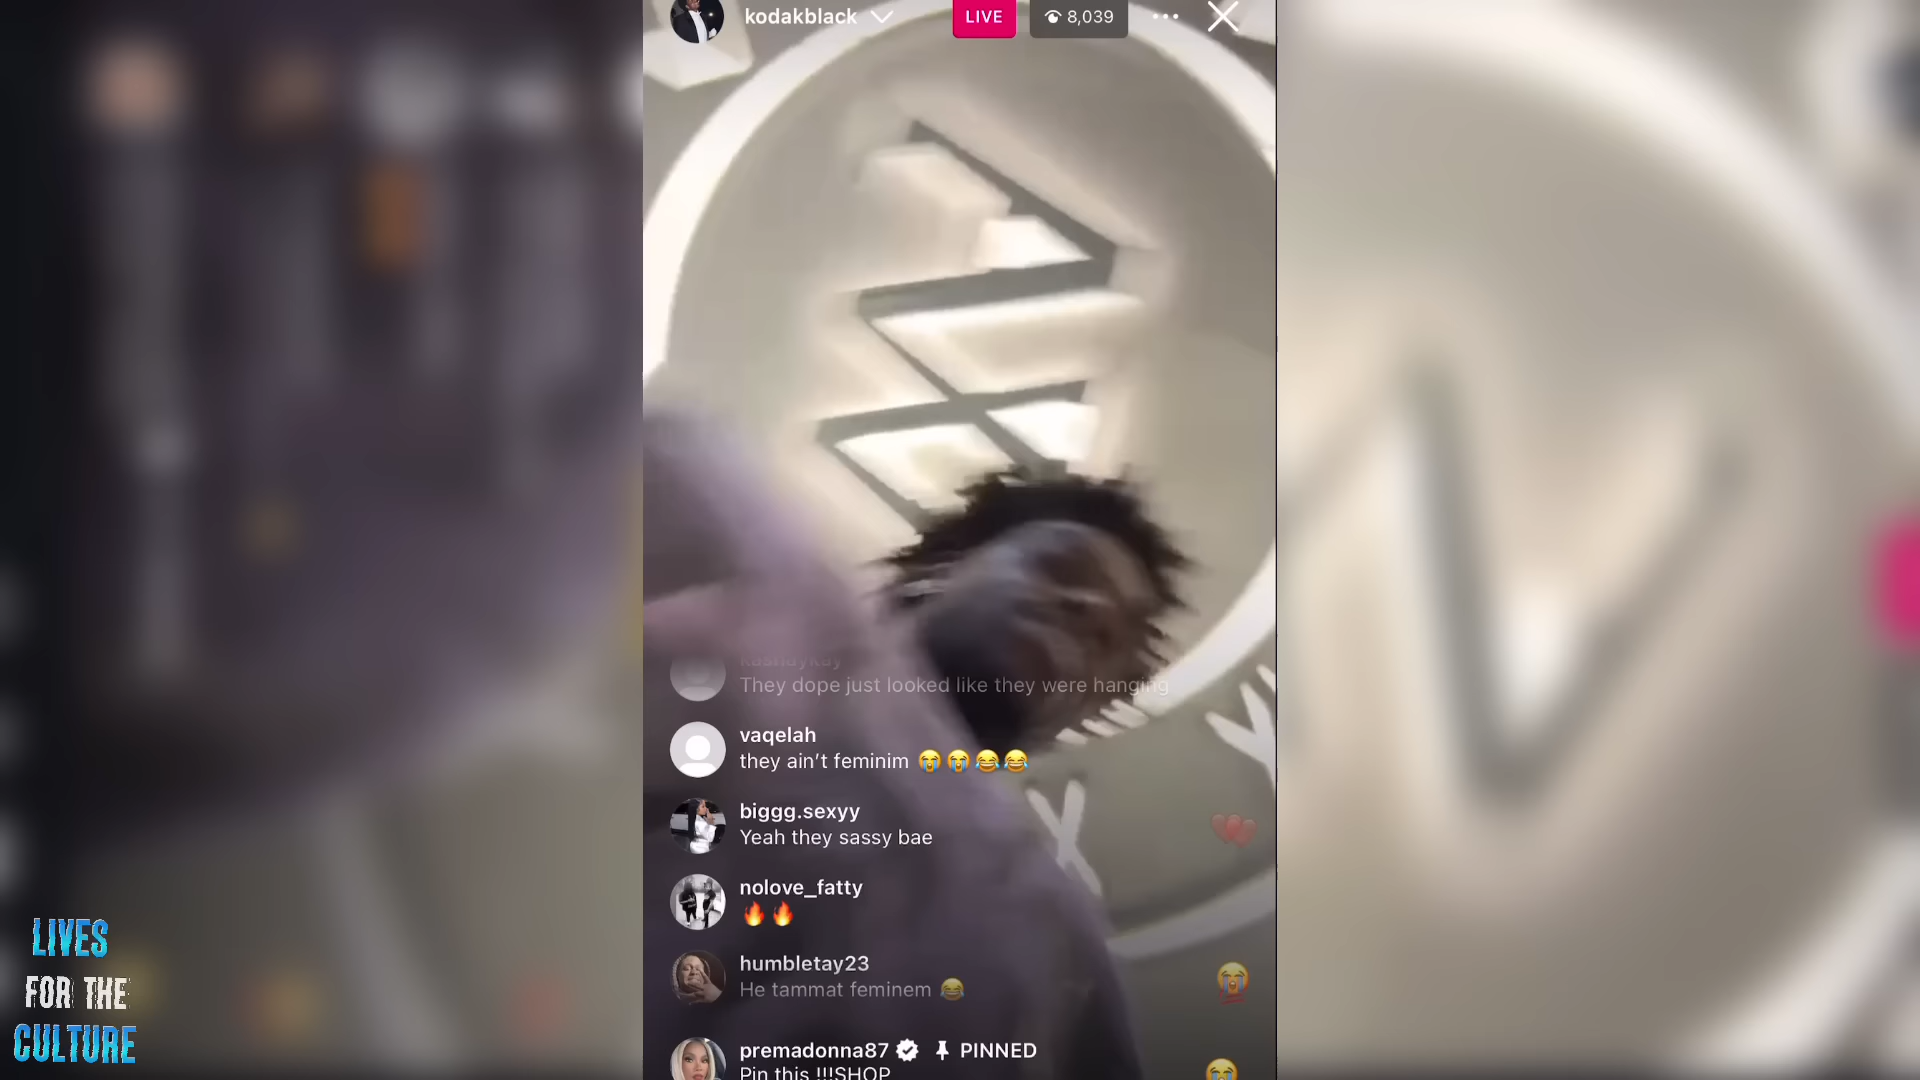 kodakblack
LIVE
8,039
kashaykay
They dope just looked like they were hanging
vaqelah
they ain't feminim 😭😭😂😂
biggg.sexyy
Yeah they sassy bae
nolove_fatty
🔥🔥
humbletay23
He tammat feminem 😂
premadonna87 PINNED
Pin this !!!SHOP
LIVES
FOR THE
CULTURE